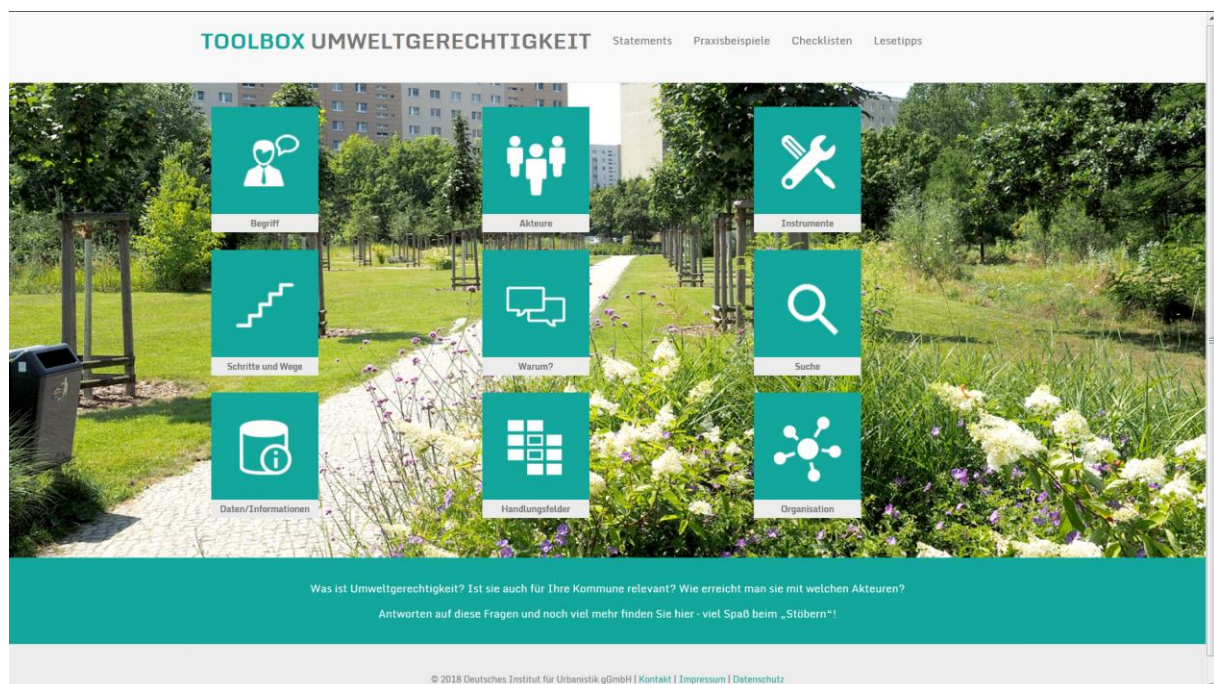 TOOLBOX UMWELTGERECHTIGKEIT Statements Praxisbeispiele Checklisten Lesetipps
Begriff Akteure Instrumente
Schritte und Wege Warum? Suche
Daten/Informationen Handlungsfelder Organisation
Was ist Umweltgerechtigkeit? Ist sie auch für Ihre Kommune relevant? Wie erreicht man sie mit welchen Akteuren?
Antworten auf diese Fragen und noch viel mehr finden Sie hier - viel Spaß beim „Stöbern“!
© 2018 Deutsches Institut für Urbanistik gGmbH | Kontakt | Impressum | Datenschutz